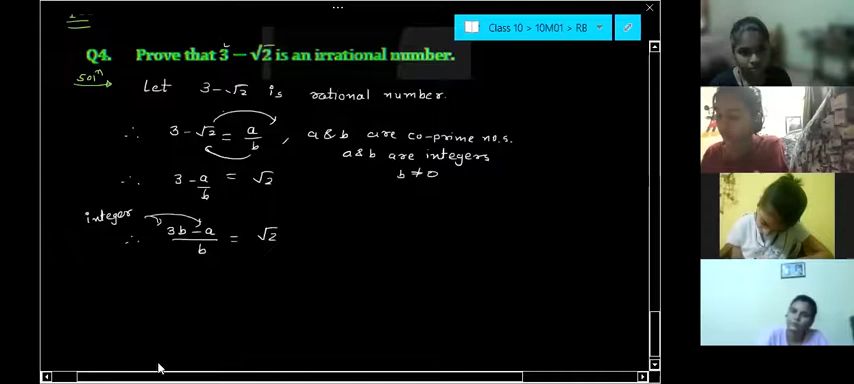 Class 10 > 10M01 > RB
Q4. Prove that 3 − √2 is an irrational number.
Solⁿ
Let 3 - √2 is rational number.
∴ 3 - √2 = a/b , a & b are co-prime no.s.
a & b are integers
b ≠ 0
∴ 3 - a/b = √2
integer
∴ (3b - a)/b = √2